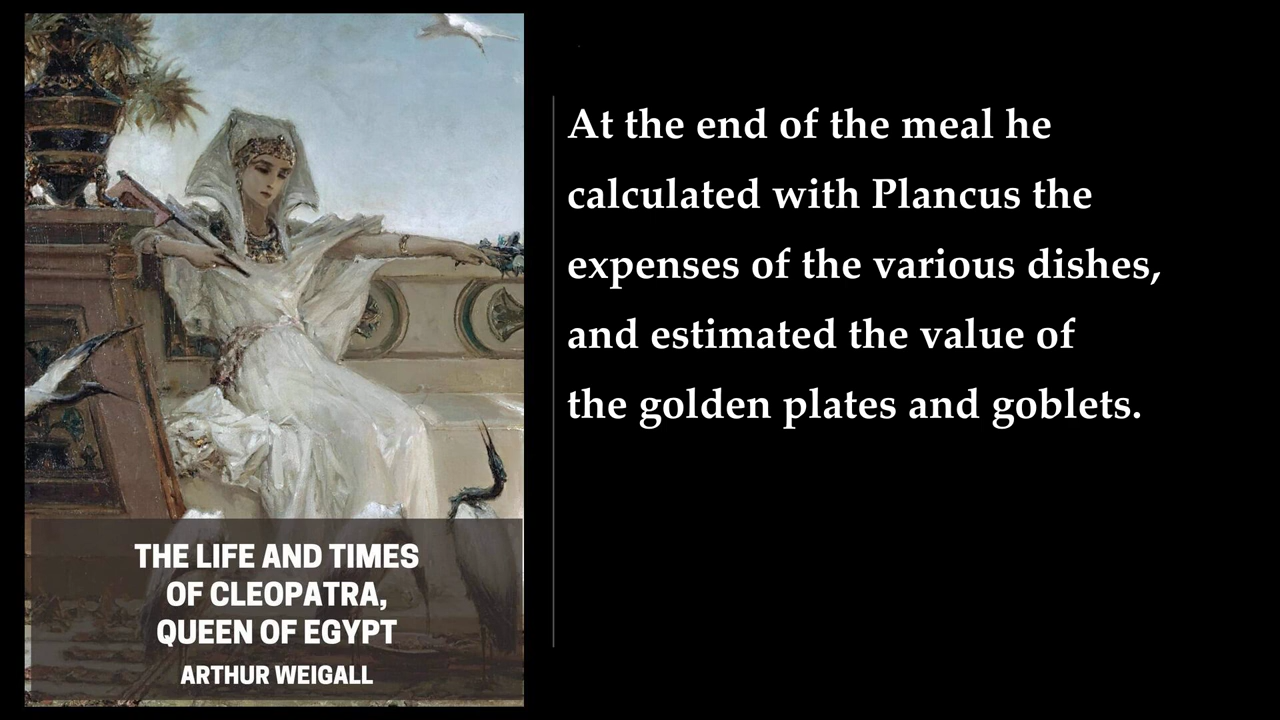 At the end of the meal he
calculated with Plancus the
expenses of the various dishes,
and estimated the value of
the golden plates and goblets.
THE LIFE AND TIMES
OF CLEOPATRA,
QUEEN OF EGYPT
ARTHUR WEIGALL